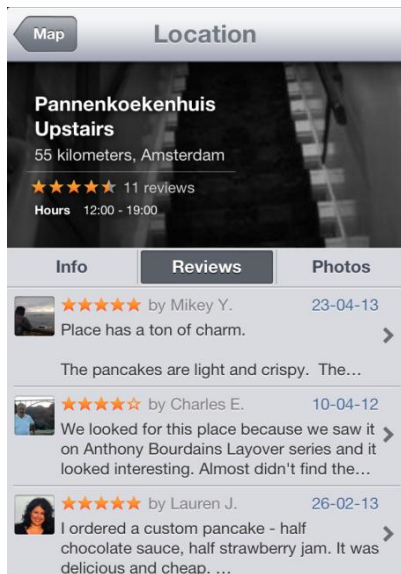 Map
Location
Pannenkoekenhuis
Upstairs
55 kilometers, Amsterdam
11 reviews
Hours 12:00 - 19:00
Info
Reviews
Photos
by Mikey Y. 23-04-13
Place has a ton of charm.
The pancakes are light and crispy. The...
by Charles E. 10-04-12
We looked for this place because we saw it
on Anthony Bourdains Layover series and it
looked interesting. Almost didn't find the...
by Lauren J. 26-02-13
I ordered a custom pancake - half
chocolate sauce, half strawberry jam. It was
delicious and cheap. ...